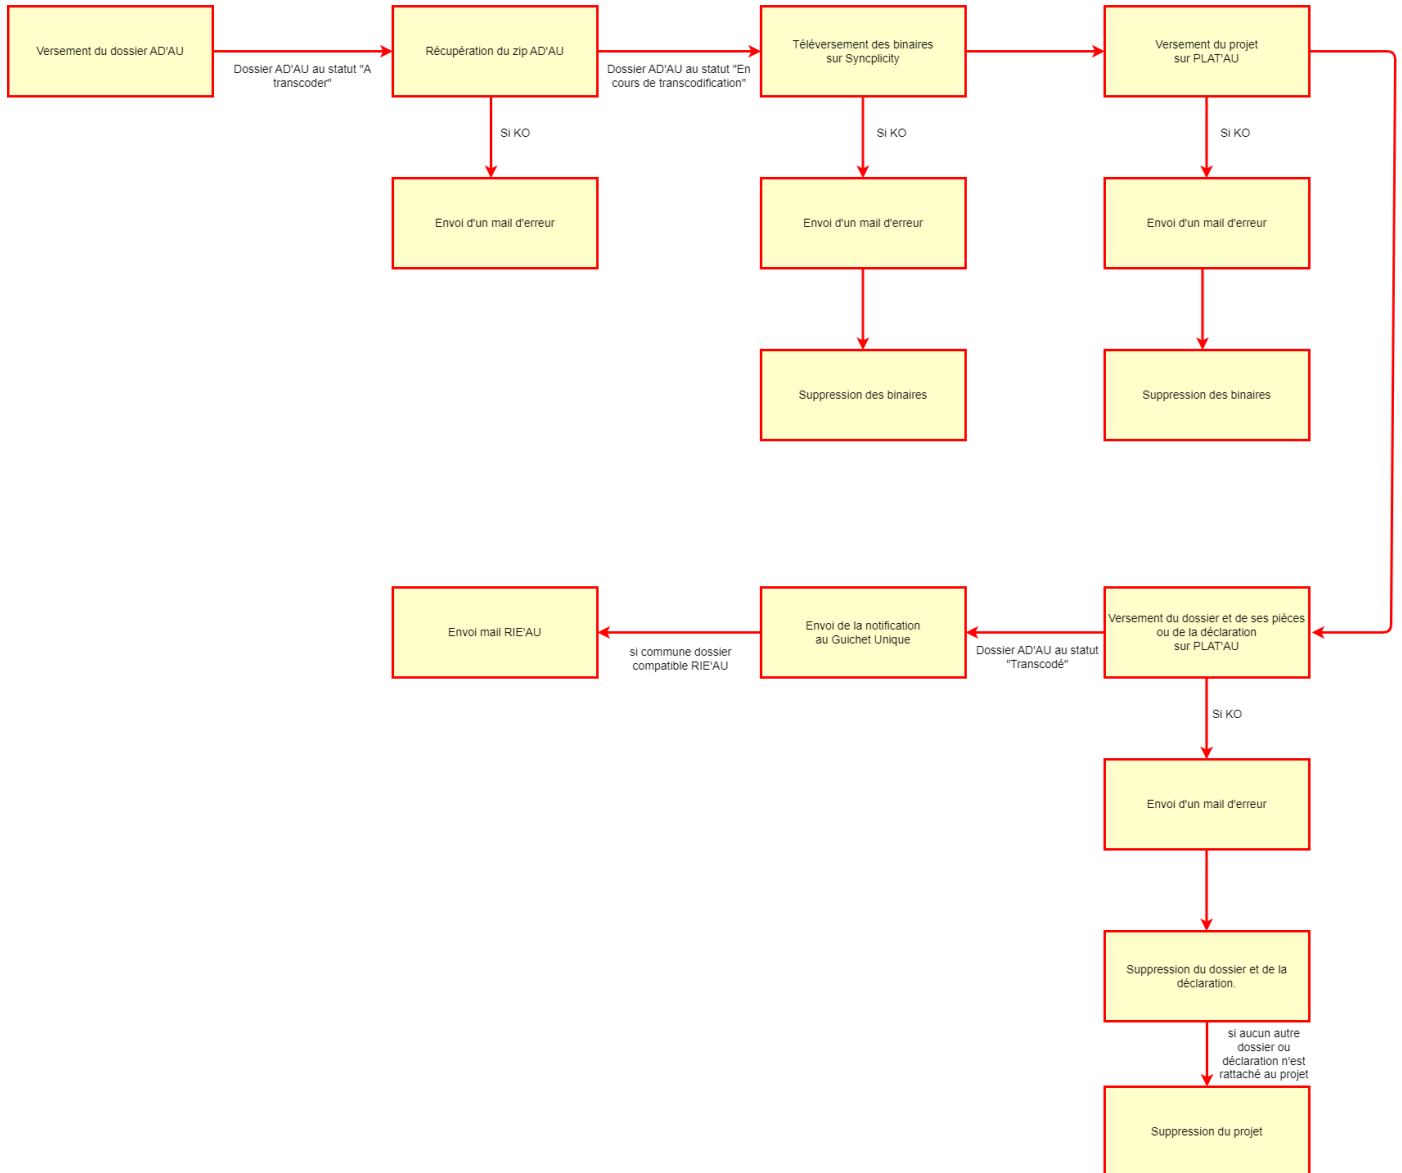 Versement du dossier AD'AU
Dossier AD'AU au statut "A
transcoder"
Récupération du zip AD'AU
Dossier AD'AU au statut "En
cours de transcodification"
Téléversement des binaires
sur Syncplicity
Versement du projet
sur PLAT'AU
Si KO
Si KO
Si KO
Envoi d'un mail d'erreur
Envoi d'un mail d'erreur
Envoi d'un mail d'erreur
Suppression des binaires
Suppression des binaires
Versement du dossier et de ses pièces
ou de la déclaration
sur PLAT'AU
Dossier AD'AU au statut
"Transcodé"
Envoi de la notification
au Guichet Unique
si commune dossier
compatible RIE'AU
Envoi mail RIE'AU
Si KO
Envoi d'un mail d'erreur
Suppression du dossier et de la
déclaration.
si aucun autre
dossier ou
déclaration n'est
rattaché au projet
Suppression du projet